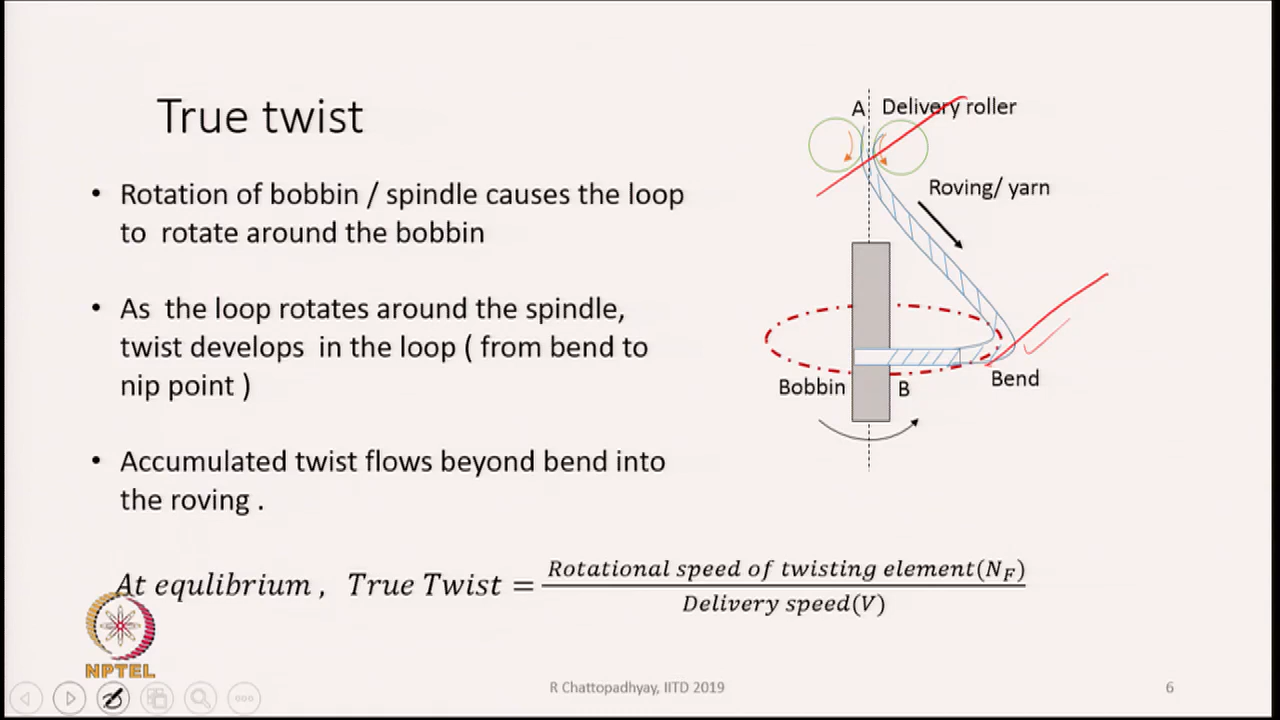 True twist
• Rotation of bobbin / spindle causes the loop
to rotate around the bobbin
• As the loop rotates around the spindle,
twist develops in the loop ( from bend to
nip point )
• Accumulated twist flows beyond bend into
the roving .
At equlibrium , True Twist = Rotational speed of twisting element(N_F) / Delivery speed(V)
A Delivery roller
Roving/ yarn
Bend
Bobbin B
NPTEL
R Chattopadhyay, IITD 2019
6